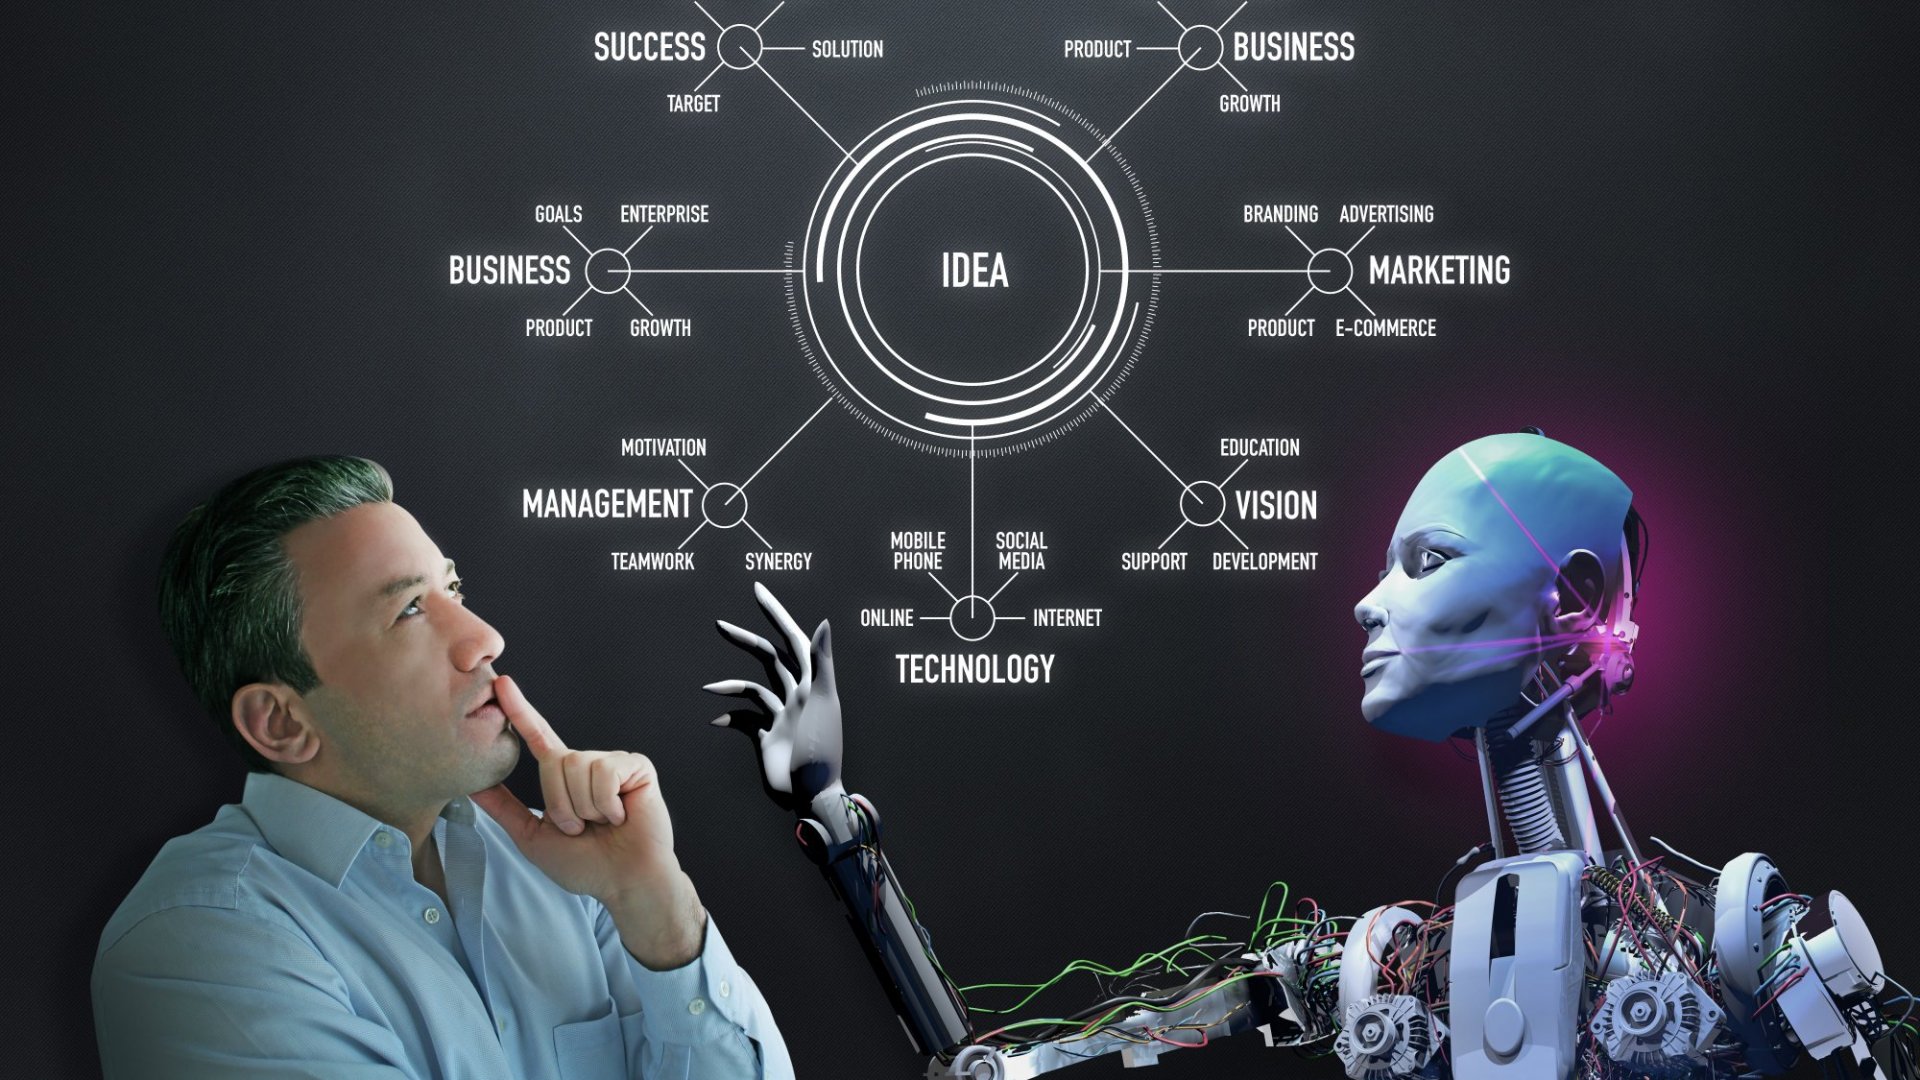 SUCCESS
SOLUTION
TARGET
PRODUCT
BUSINESS
GROWTH
GOALS
ENTERPRISE
BUSINESS
PRODUCT
GROWTH
IDEA
BRANDING
ADVERTISING
MARKETING
PRODUCT
E-COMMERCE
MOTIVATION
MANAGEMENT
TEAMWORK
SYNERGY
MOBILE
PHONE
SOCIAL
MEDIA
ONLINE
INTERNET
TECHNOLOGY
EDUCATION
VISION
SUPPORT
DEVELOPMENT